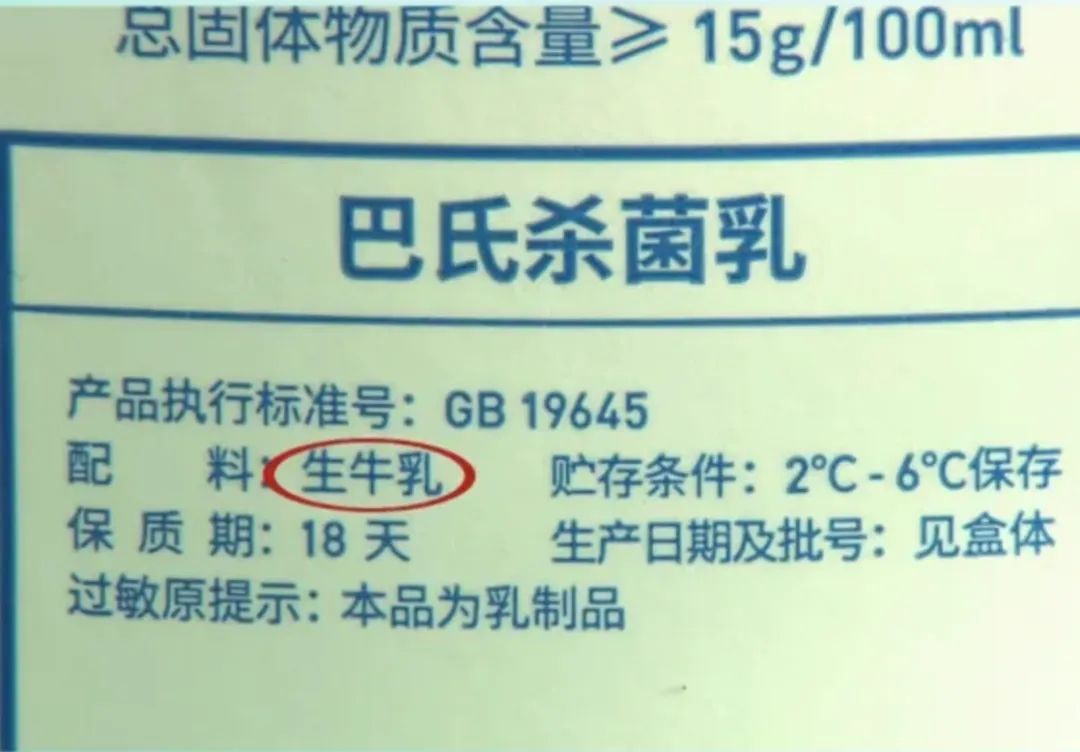 总固体物质含量≥15g/100ml
巴氏杀菌乳
产品执行标准号：GB 19645
配 料：生牛乳 贮存条件：2℃-6℃保存
保 质 期：18 天 生产日期及批号：见盒体
过敏原提示：本品为乳制品